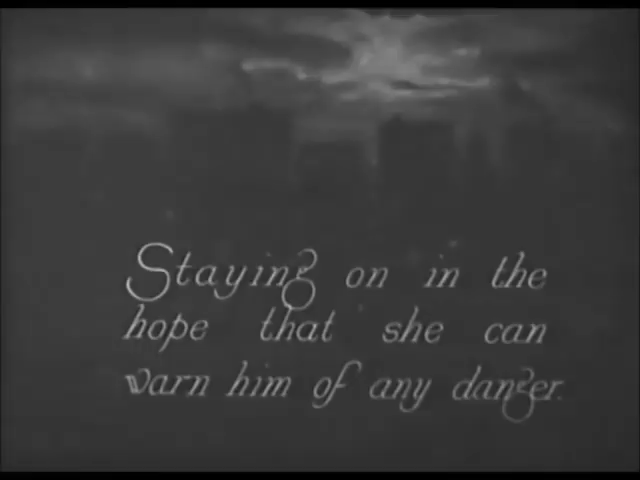 Staying on in the
hope that she can
warn him of any danger.